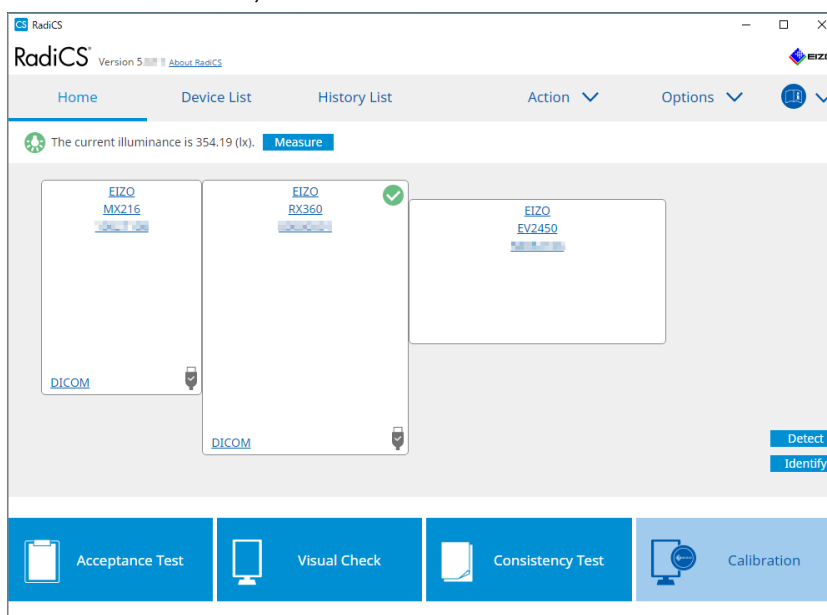 CS RadiCS
RadiCS Version 5. About RadiCS
EIZO
Home Device List History List Action Options
The current illuminance is 354.19 (lx). Measure
EIZO
MX216
DICOM
EIZO
RX360
DICOM
EIZO
EV2450
Detect
Identify
Acceptance Test Visual Check Consistency Test Calibration